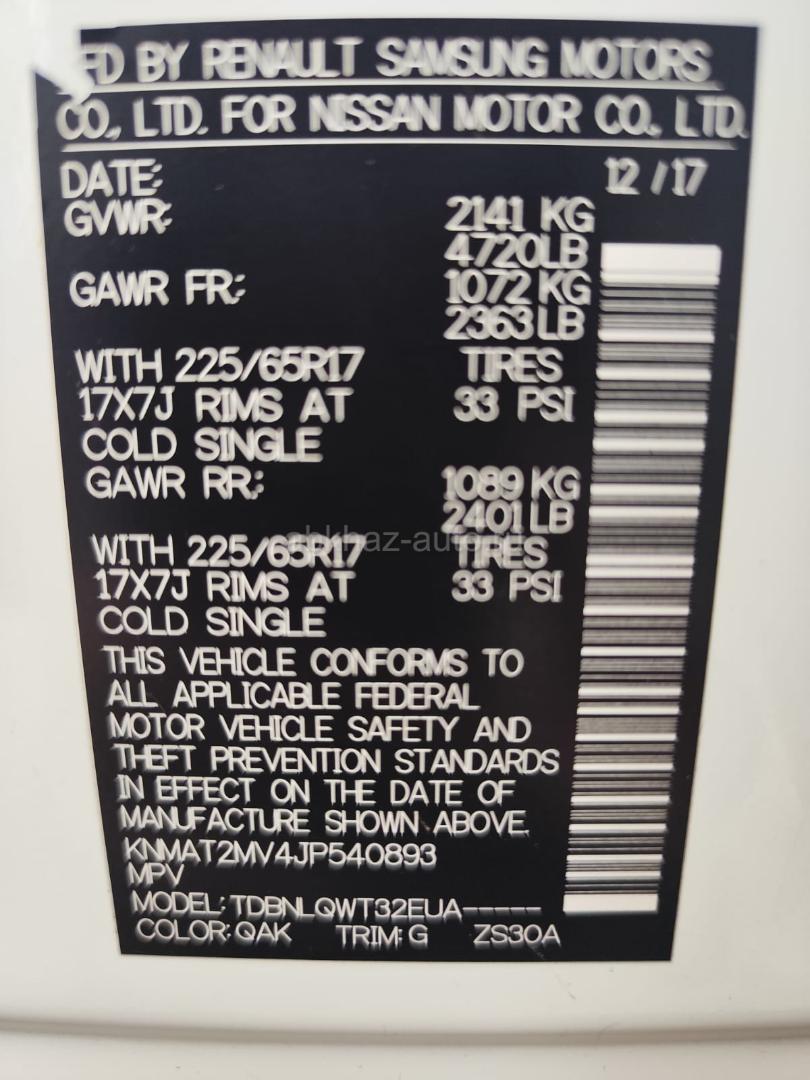 FD BY RENAULT SAMSUNG MOTORS
CO., LTD. FOR NISSAN MOTOR CO., LTD.
DATE: 12 / 17
GVWR: 2141 KG
4720LB
GAWR FR: 1072 KG
2363 LB
WITH 225/65R17 TIRES
17X7J RIMS AT 33 PSI
COLD SINGLE
GAWR RR: 1089 KG
2401 LB
abkhaz-auto.ru
WITH 225/65R17 TIRES
17X7J RIMS AT 33 PSI
COLD SINGLE
THIS VEHICLE CONFORMS TO
ALL APPLICABLE FEDERAL
MOTOR VEHICLE SAFETY AND
THEFT PREVENTION STANDARDS
IN EFFECT ON THE DATE OF
MANUFACTURE SHOWN ABOVE.
KNMAT2MV4JP540893
MPV
MODEL: TDBNLQWT32EUA-----
COLOR: QAK TRIM: G ZS30A